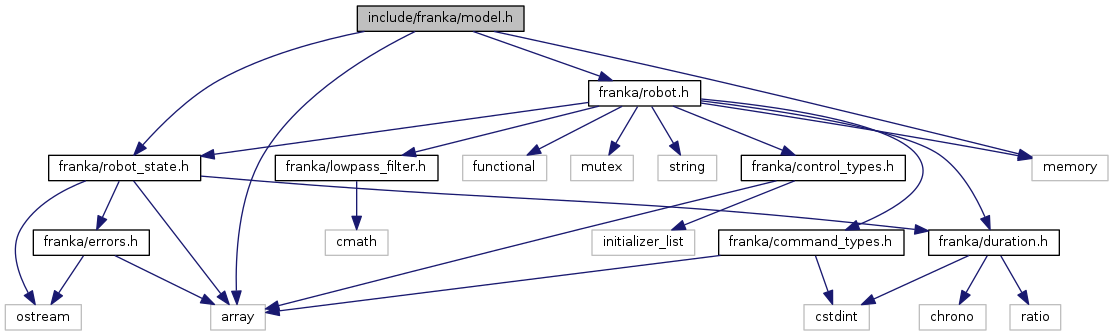 include/franka/model.h
franka/robot.h
franka/robot_state.h
franka/lowpass_filter.h
functional
mutex
string
franka/control_types.h
memory
franka/errors.h
cmath
initializer_list
franka/command_types.h
franka/duration.h
ostream
array
cstdint
chrono
ratio